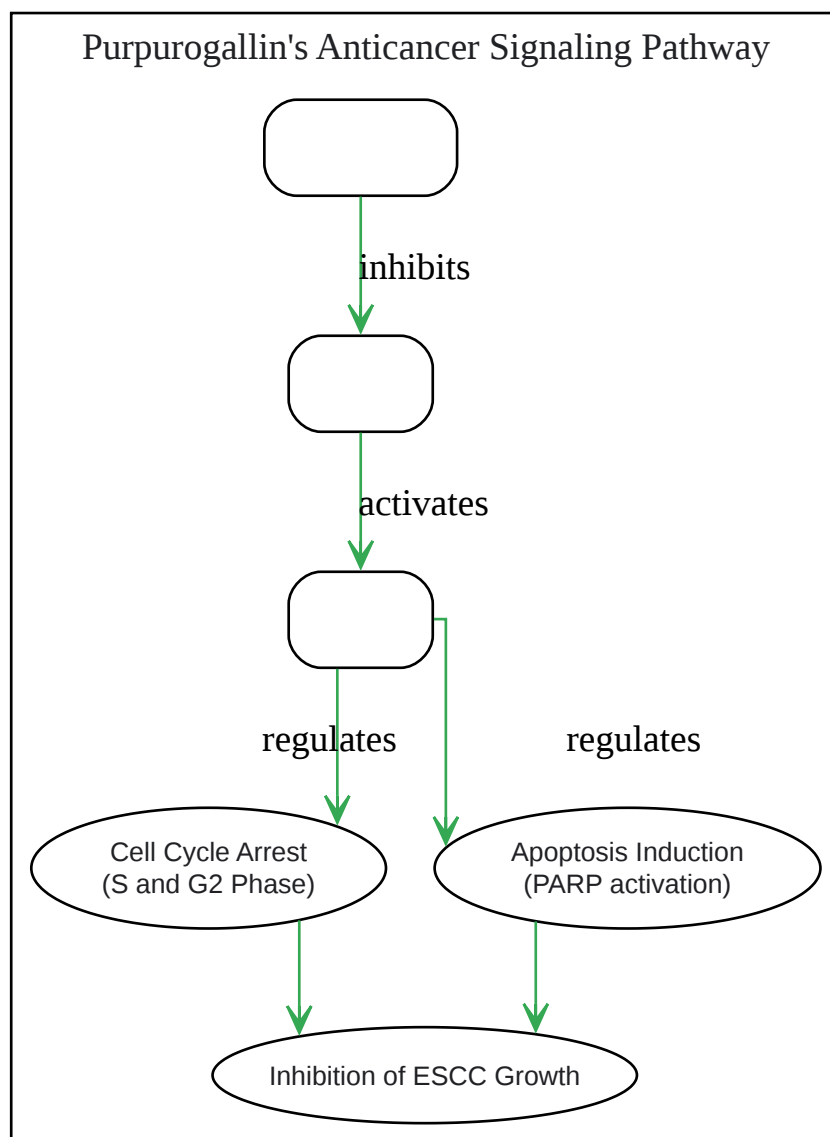 Purpurogallin's Anticancer Signaling Pathway
inhibits
activates
regulates
regulates
Cell Cycle Arrest
(S and G2 Phase)
Apoptosis Induction
(PARP activation)
Inhibition of ESCC Growth